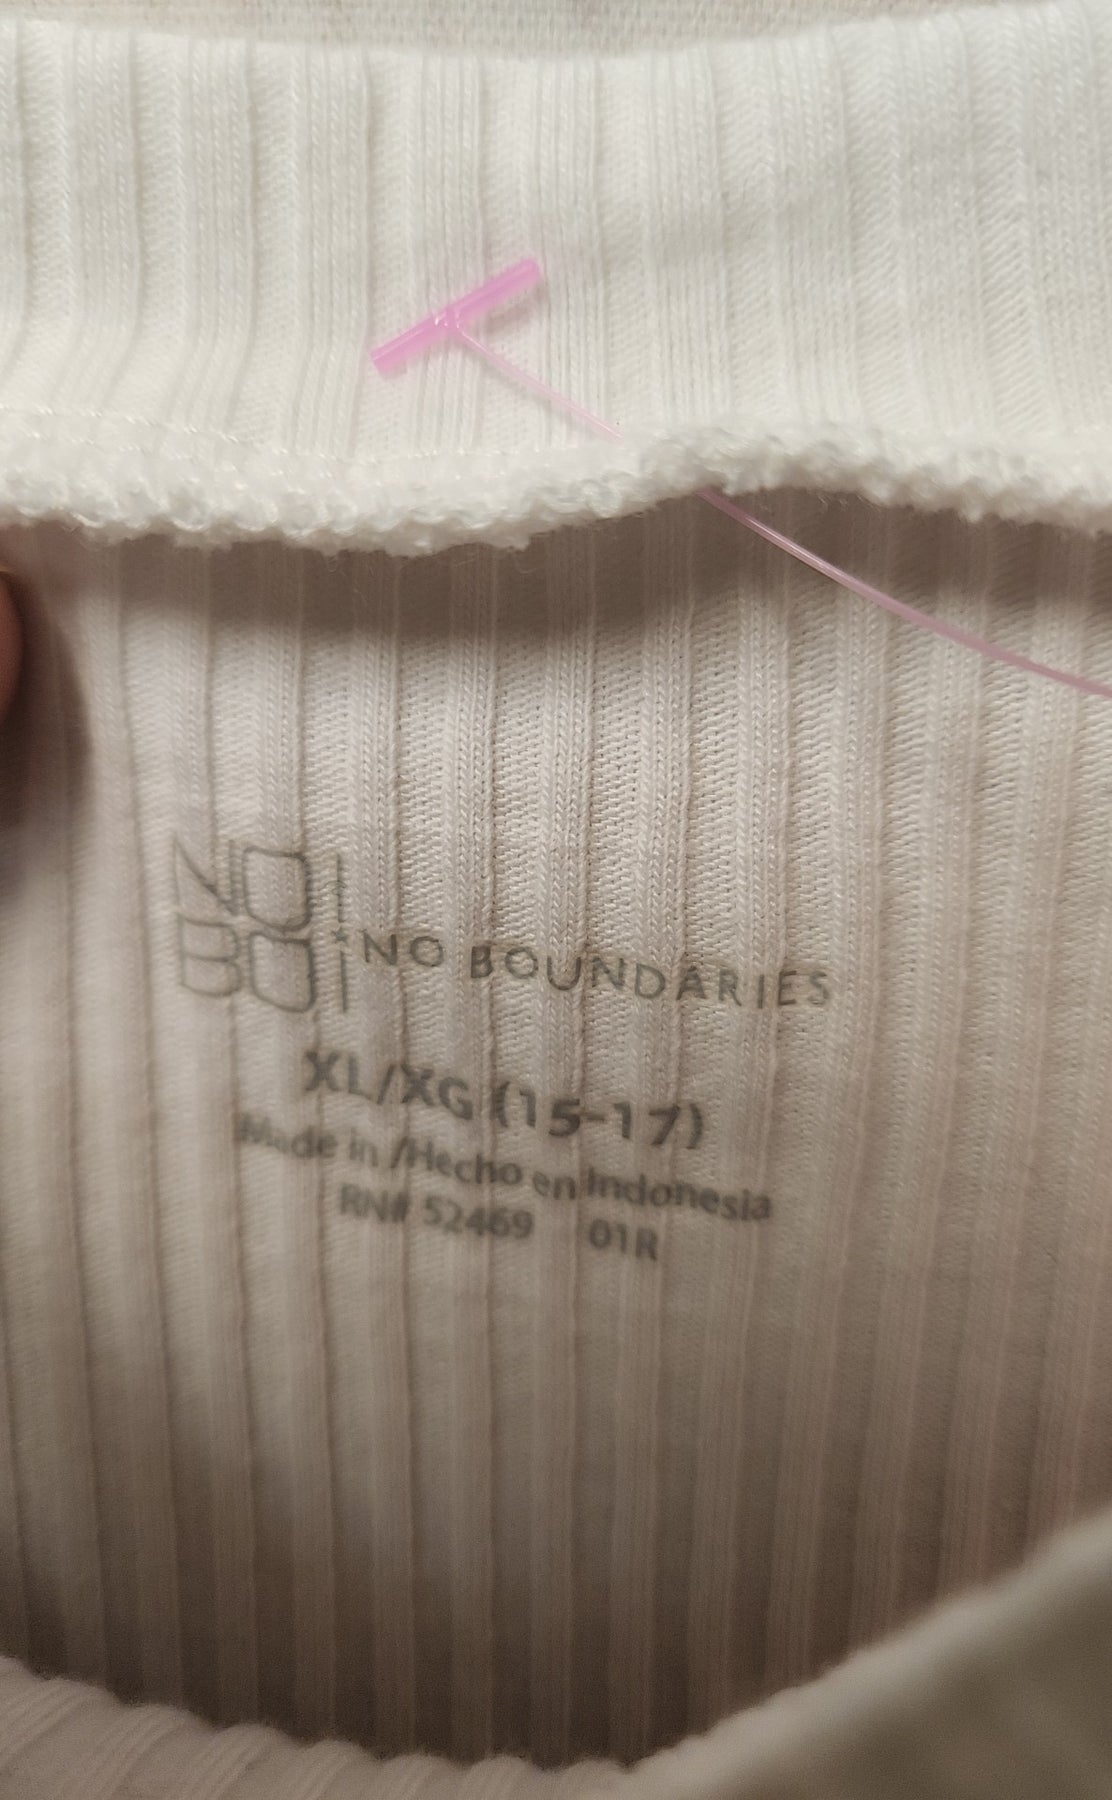 NO
BO
NO BOUNDARIES
XL/XG (15-17)
Made in /Hecho en Indonesia
RN# 52469 01R